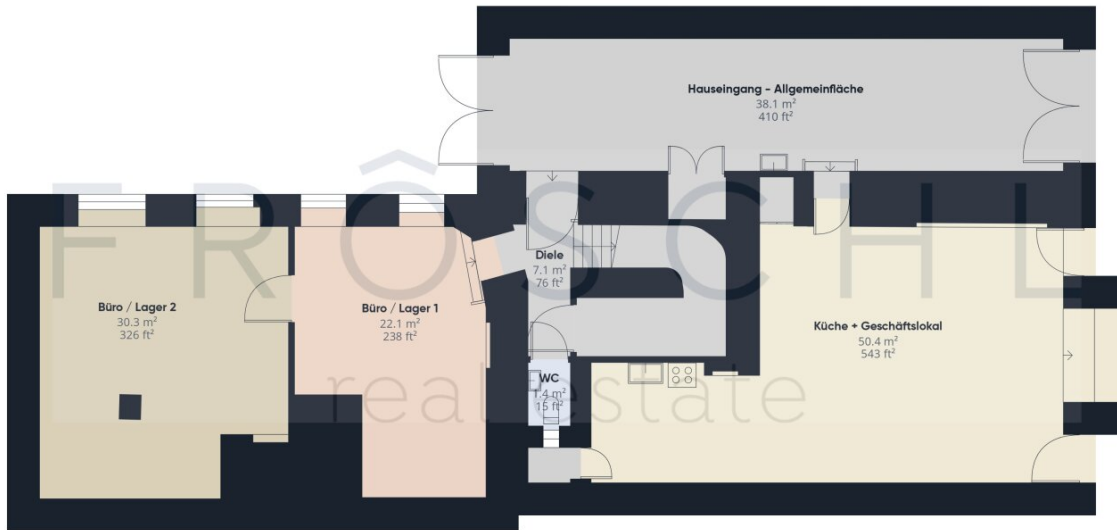 Hauseingang - Allgemeinfläche
38.1 m²
410 ft²
FRÖSCHL
real estate
Diele
7.1 m²
76 ft²
Büro / Lager 2
30.3 m²
326 ft²
Büro / Lager 1
22.1 m²
238 ft²
Küche + Geschäftslokal
50.4 m²
543 ft²
WC
1.4 m²
15 ft²